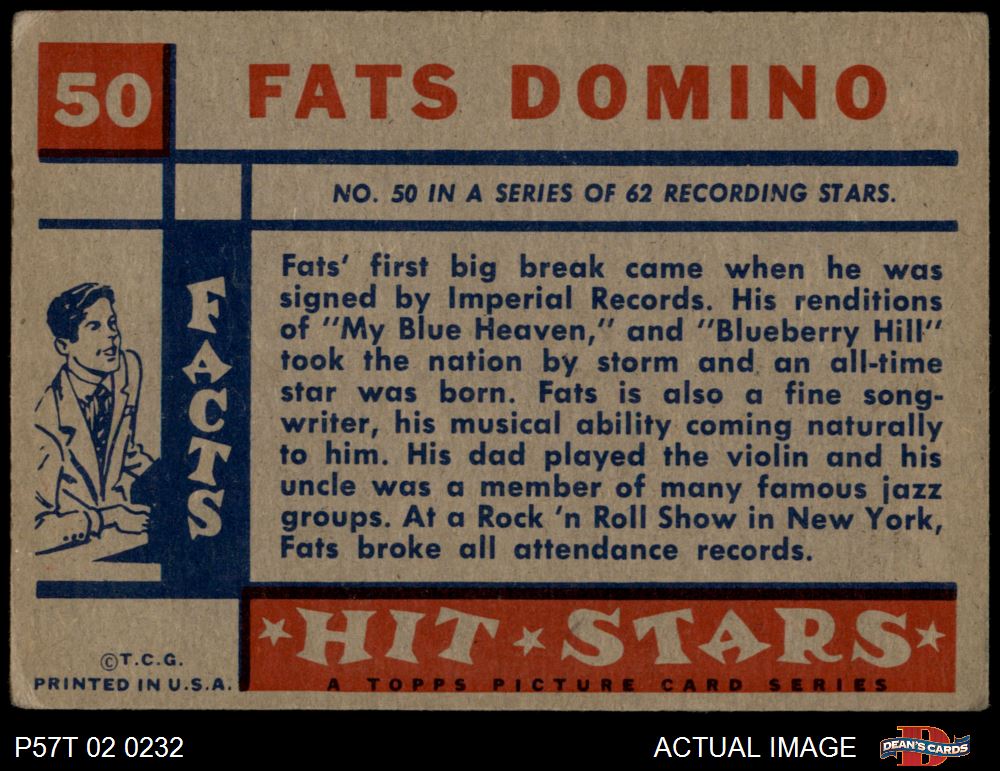 50
FATS DOMINO
NO. 50 IN A SERIES OF 62 RECORDING STARS.
FACTS
Fats' first big break came when he was
signed by Imperial Records. His renditions
of "My Blue Heaven," and "Blueberry Hill"
took the nation by storm and an all-time
star was born. Fats is also a fine song-
writer, his musical ability coming naturally
to him. His dad played the violin and his
uncle was a member of many famous jazz
groups. At a Rock 'n Roll Show in New York,
Fats broke all attendance records.
HIT STARS
A TOPPS PICTURE CARD SERIES
©T.C.G.
PRINTED IN U.S.A.
P57T 02 0232
ACTUAL IMAGE
DEAN'S CARDS